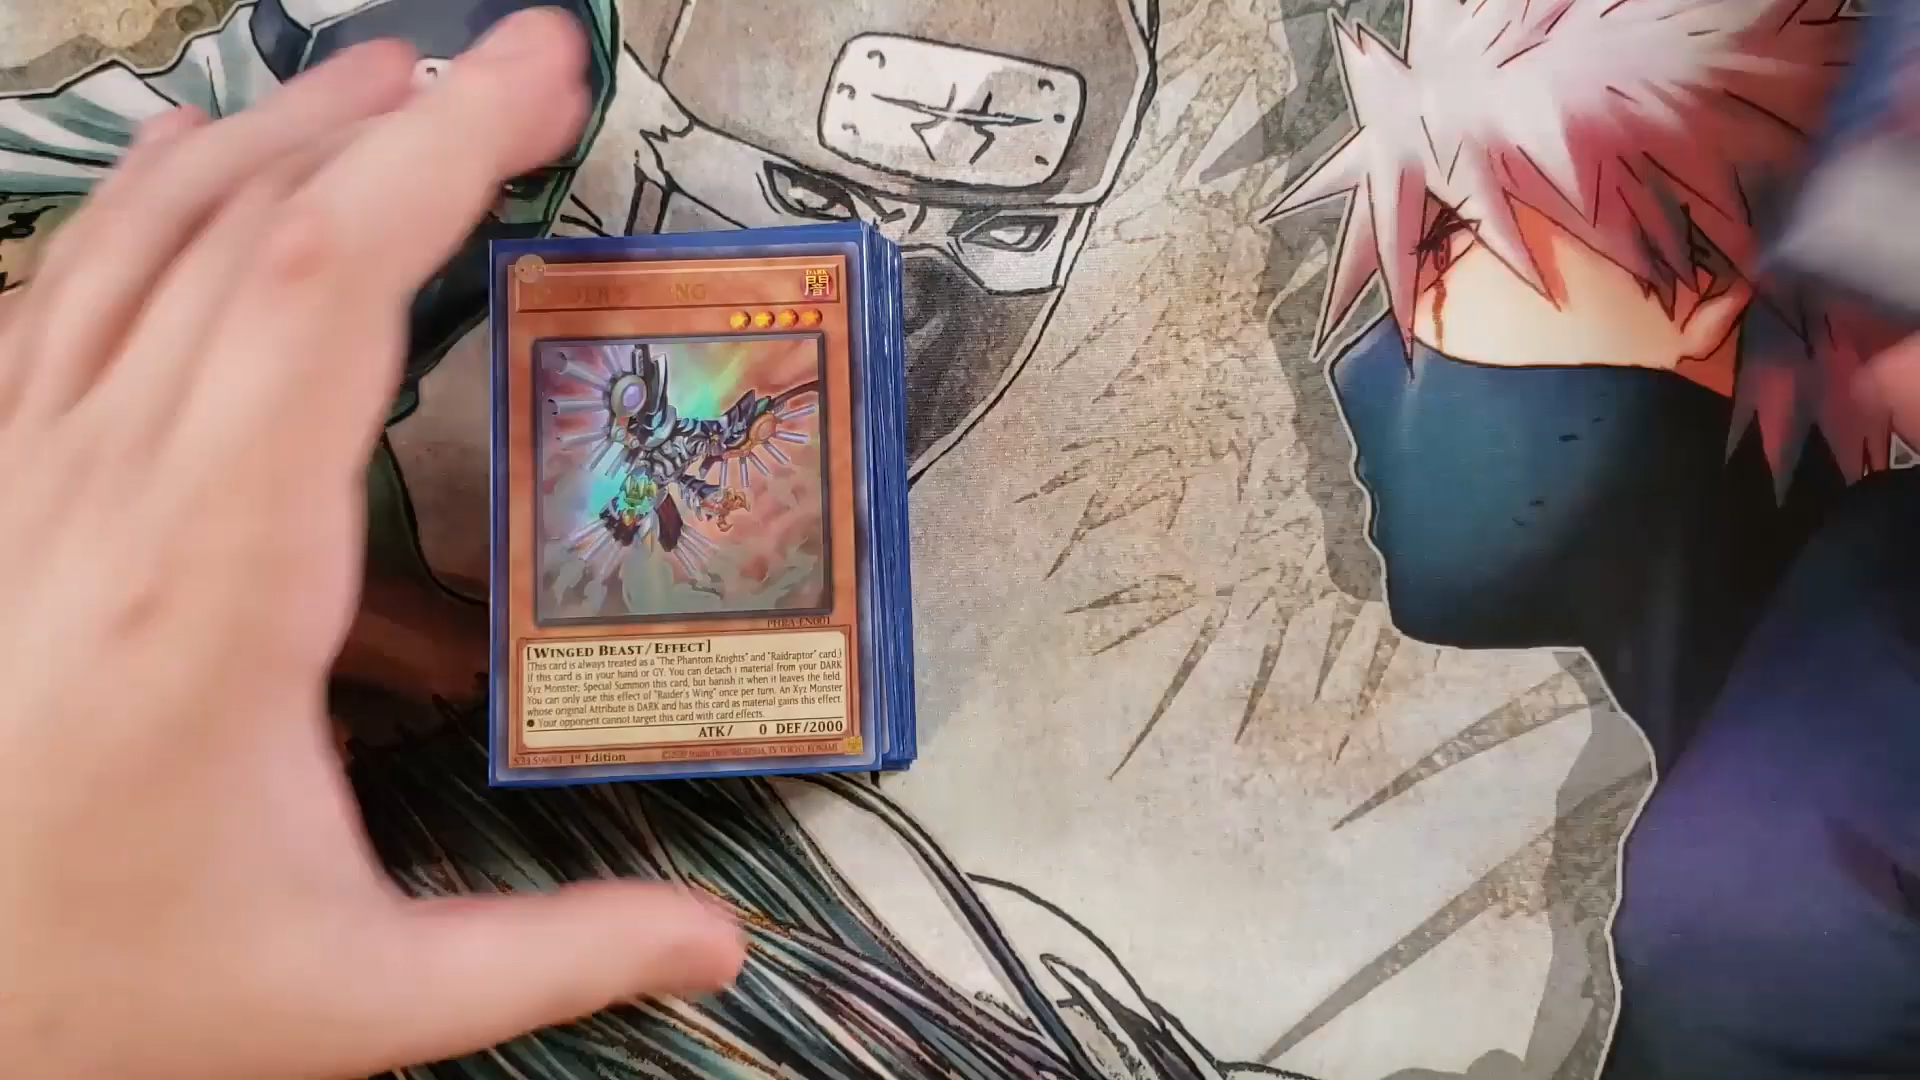 DARK
闇
PHRA-EN001
[WINGED BEAST/EFFECT]
(This card is always treated as a "The Phantom Knights" and "Raidraptor" card.)
If this card is in your hand or GY: You can detach 1 material from your DARK
Xyz Monster; Special Summon this card, but banish it when it leaves the field.
You can only use this effect of "Raider's Wing" once per turn. An Xyz Monster
whose original Attribute is DARK and has this card as material gains this effect.
● Your opponent cannot target this card with card effects.
ATK/ 0 DEF/2000
1st Edition